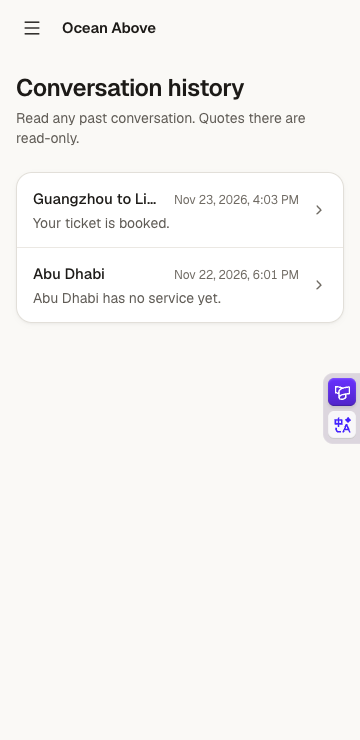 Ocean Above
Conversation history
Read any past conversation. Quotes there are
read-only.
Guangzhou to Li... Nov 23, 2026, 4:03 PM
Your ticket is booked.
Abu Dhabi Nov 22, 2026, 6:01 PM
Abu Dhabi has no service yet.
中A